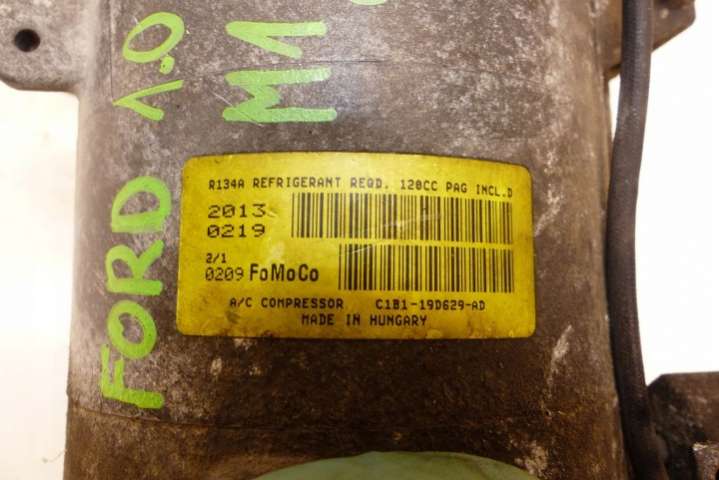 FORD 1.0
M1
R134A REFRIGERANT REQD. 120CC PAG INCL.D
2013
0219
2/1
0209 FoMoCo
A/C COMPRESSOR C1B1-19D629-AD
MADE IN HUNGARY